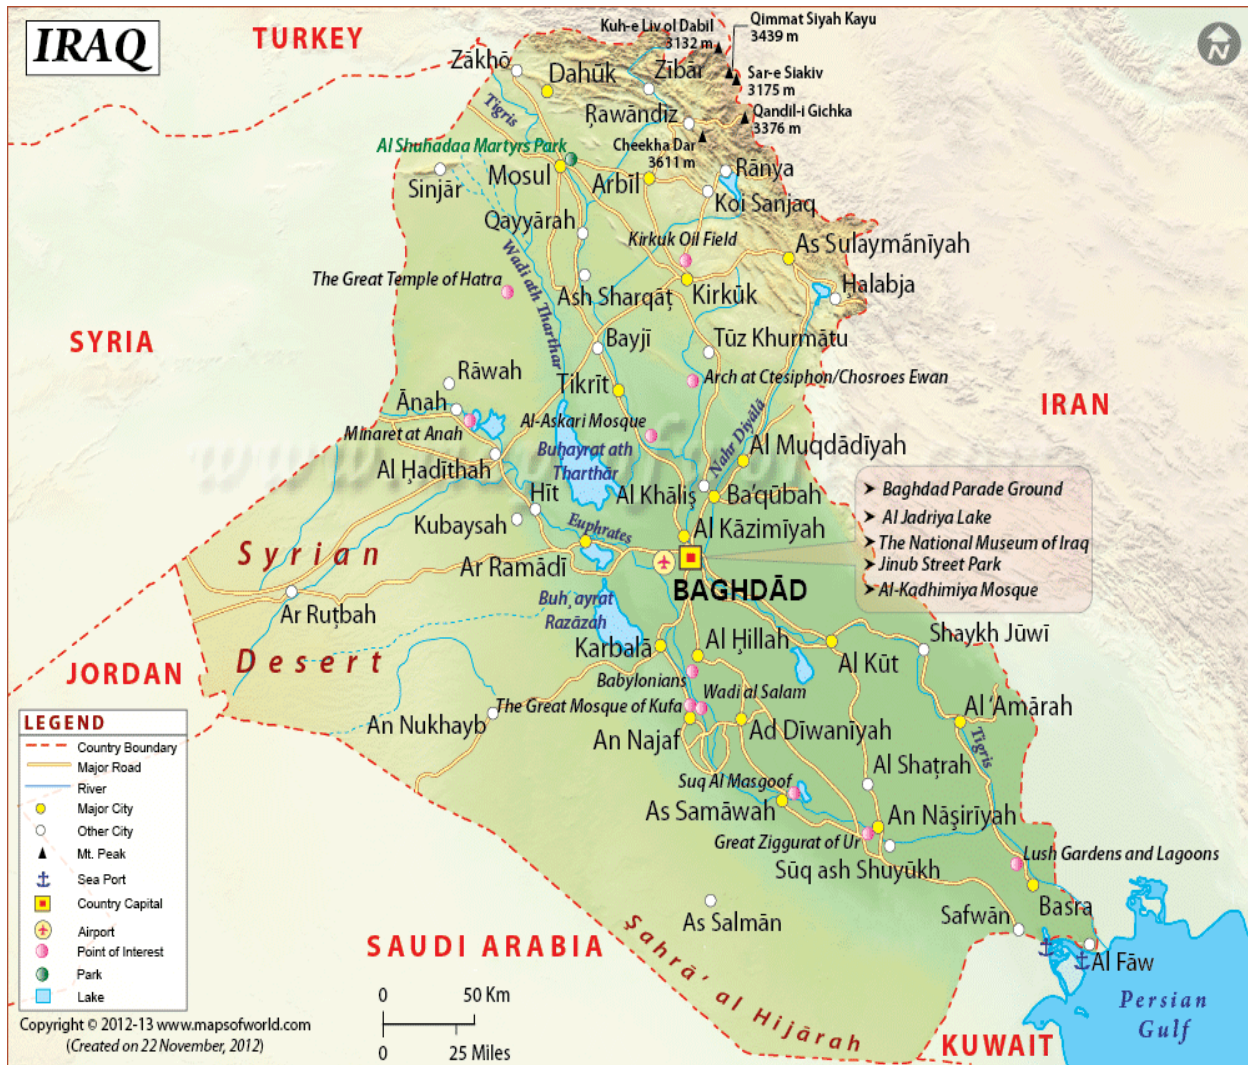 IRAQ
TURKEY
Kuh-e Liv ol Dabil
3132 m
Qimmat Siyah Kayu
3439 m
N
Zākhō
Dahūk
Zībār
Sar-e Siakiv
3175 m
Tigris
Ŗawāndīz
Qandil-i Gichka
3376 m
Cheekha Dar
3611 m
Al Shuhadaa Martyrs Park
Sinjār
Mosul
Arbīl
Rānya
Koi Sanjaq
Qayyārah
Kirkuk Oil Field
As Sulaymánīyah
Wadi ath Tharthar
The Great Temple of Hatra
Ash Sharqāţ
Kirkūk
Ḩalabja
SYRIA
Bayjī
Tūz Khurmātu
Rāwah
Tikrīt
Arch at Ctesiphon/Chosroes Ewan
IRAN
Ānah
Minaret at Anah
Al-Askari Mosque
Nahr Diyālā
Al Muqdādīyah
Buhayrat ath
Tharthār
Al Ḩadīthah
Hīt
Al Khāliş
Ba'qūbah
Baghdad Parade Ground
Al Jadriya Lake
The National Museum of Iraq
Jinub Street Park
Al-Kadhimiya Mosque
Kubaysah
Euphrates
Al Kāzimīyah
Syrian
Desert
Ar Ramādī
BAGHDĀD
Ar Ruţbah
Buh¸ayrat
Razāzah
Karbalā
Al Ḩillah
Al Kūt
Shaykh Jūwī
JORDAN
Babylonians
Wadi al Salam
The Great Mosque of Kufa
An Nukhayb
An Najaf
Ad Dīwanīyah
Al ‘Amārah
Tigris
Al Shaţrah
Suq Al Masgoof
As Samāwah
An Nāşirīyah
Great Ziggurat of Ur
Sūq ash Shuyūkh
Lush Gardens and Lagoons
Basra
As Salmān
Safwān
Al Fāw
SAUDI ARABIA
Şahrā’ al Hijārah
KUWAIT
Persian
Gulf
LEGEND
Country Boundary
Major Road
River
Major City
Other City
Mt. Peak
Sea Port
Country Capital
Airport
Point of Interest
Park
Lake
0 50 Km
0 25 Miles
Copyright © 2012-13 www.mapsofworld.com
(Created on 22 November, 2012)